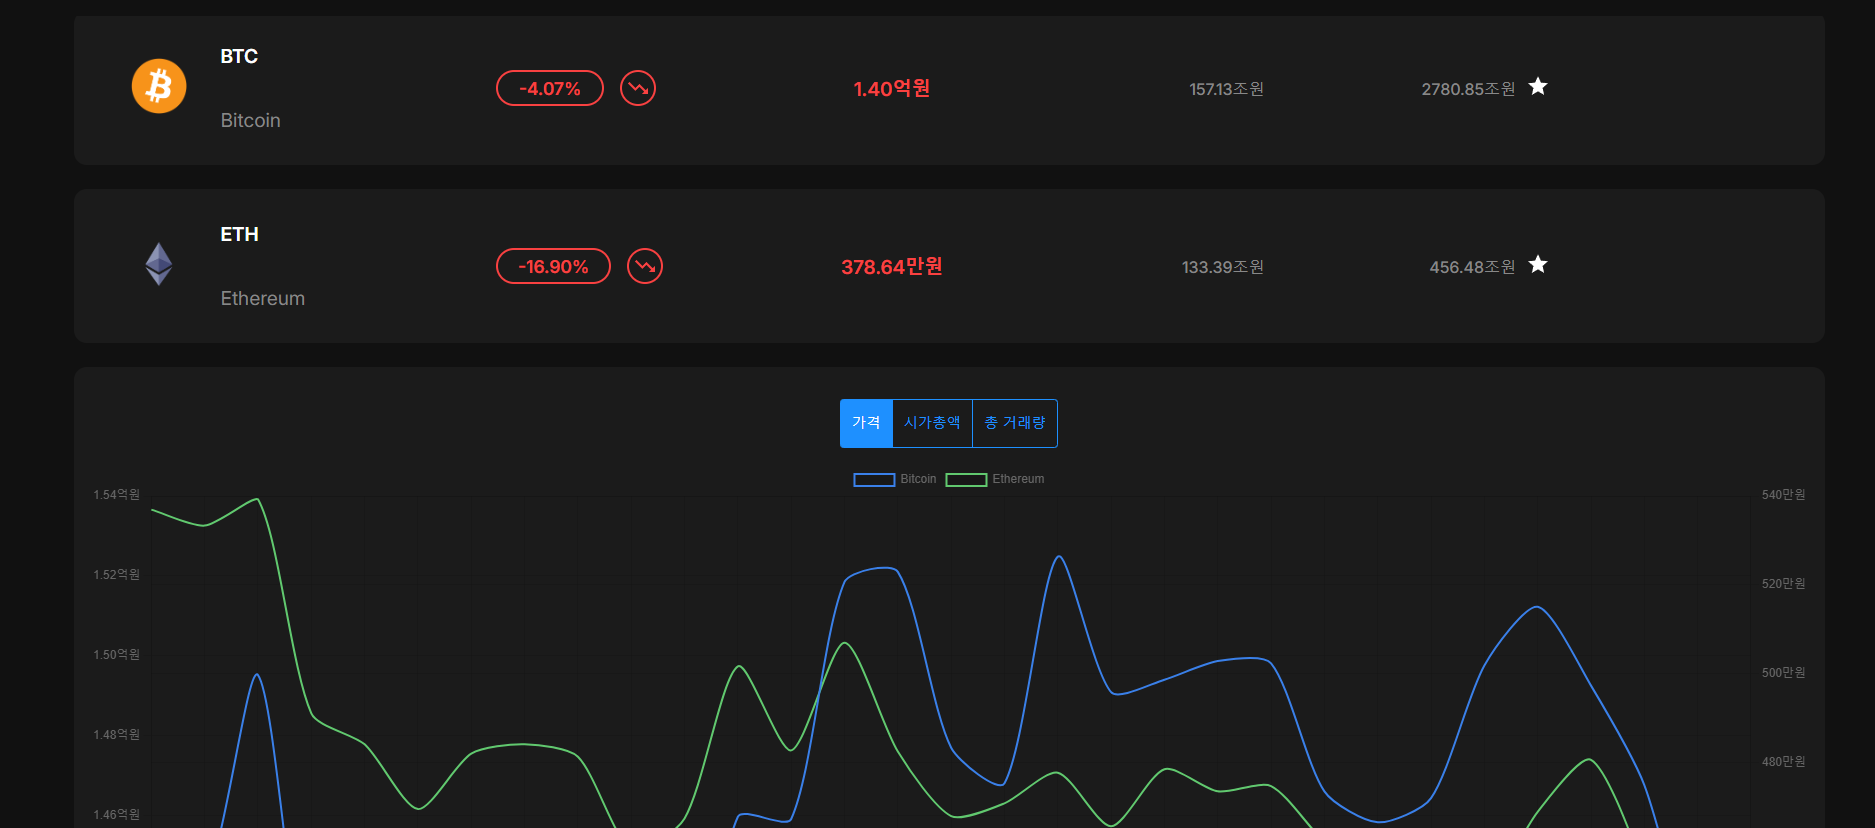 BTC
Bitcoin
-4.07%
1.40억원
157.13조원
2780.85조원
ETH
Ethereum
-16.90%
378.64만원
133.39조원
456.48조원
가격
시가총액
총 거래량
Bitcoin
Ethereum
1.54억원
1.52억원
1.50억원
1.48억원
1.46억원
540만원
520만원
500만원
480만원